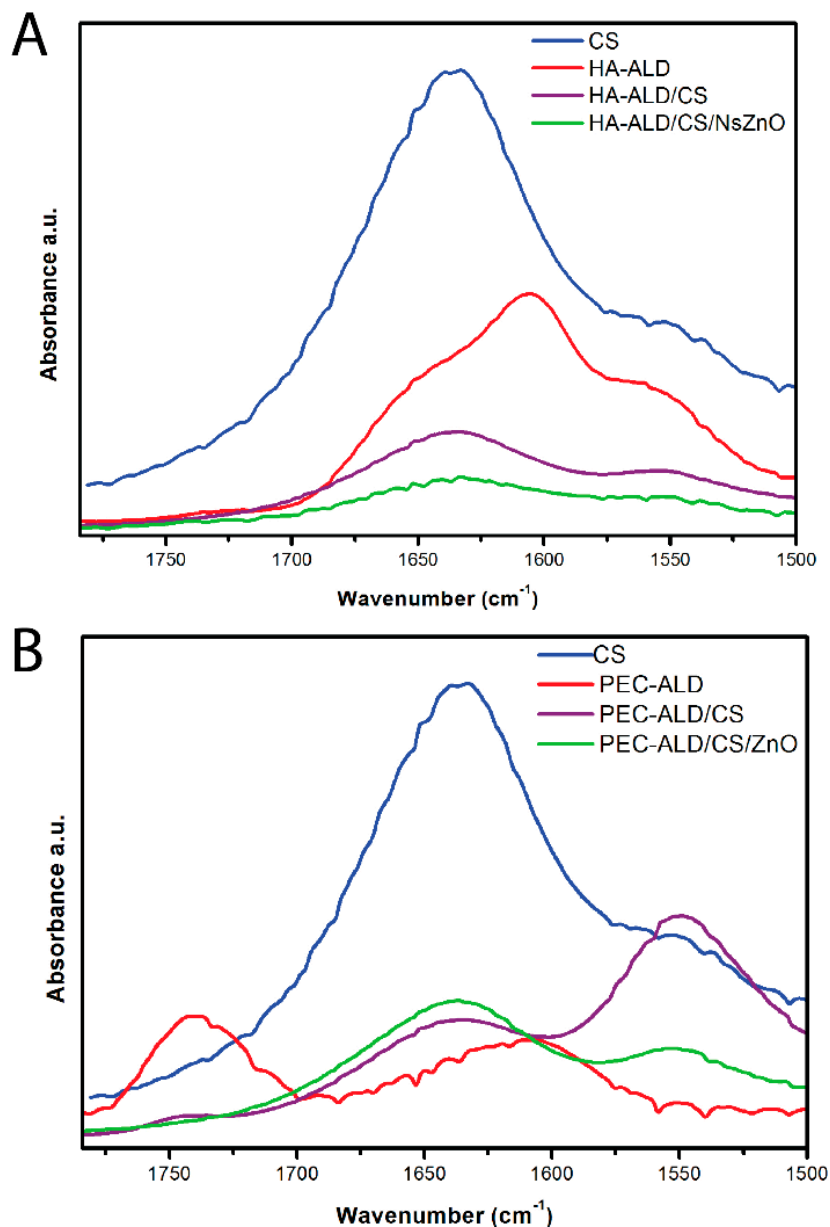 A
CS
HA-ALD
HA-ALD/CS
HA-ALD/CS/NsZnO
Absorbance a.u.
1750 1700 1650 1600 1550 1500
Wavenumber (cm-1)
B
CS
PEC-ALD
PEC-ALD/CS
PEC-ALD/CS/ZnO
Absorbance a.u.
1750 1700 1650 1600 1550 1500
Wavenumber (cm-1)